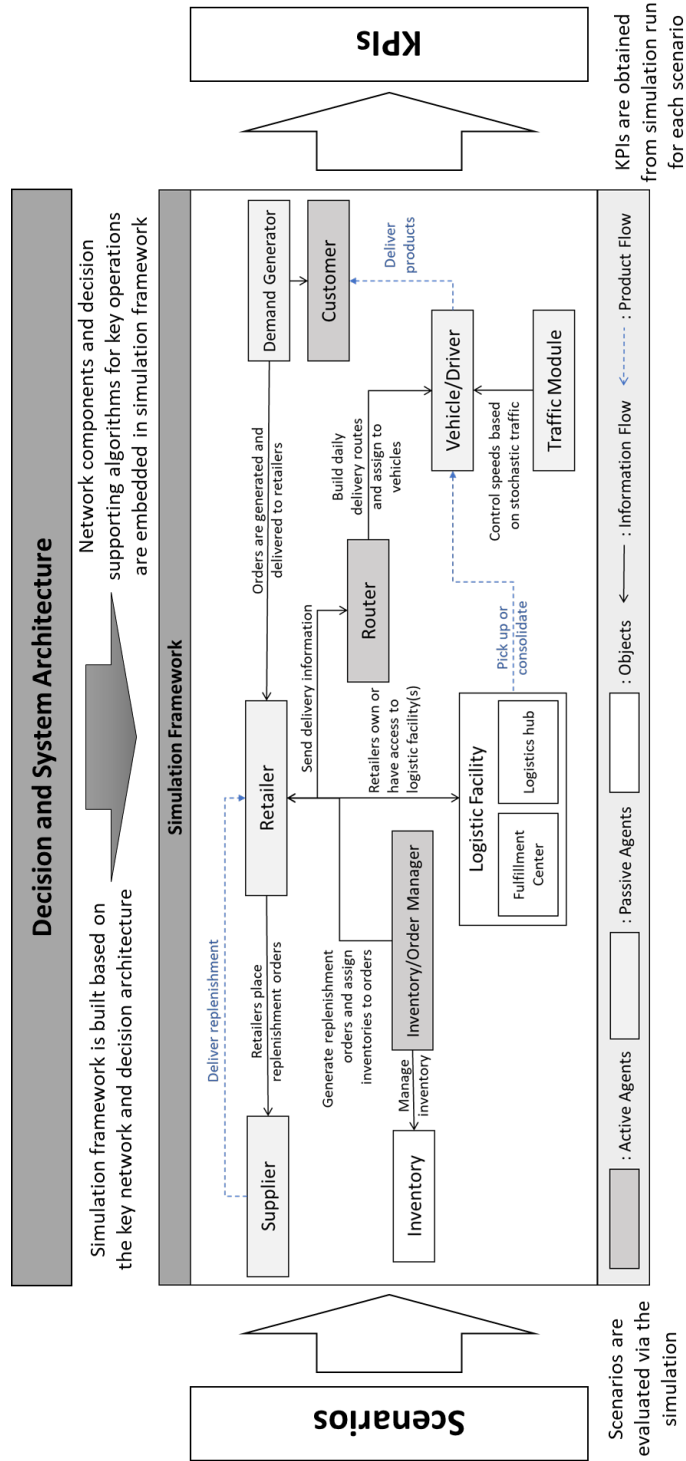 Decision and System Architecture
Simulation framework is built based on
the key network and decision architecture
Network components and decision
supporting algorithms for key operations
are embedded in simulation framework
Scenarios
Scenarios are
evaluated via the
simulation
Simulation Framework
Supplier
Deliver replenishment
Retailers place
replenishment orders
Retailer
Orders are generated and
delivered to retailers
Demand Generator
Customer
Send delivery information
Generate replenishment
orders and assign
inventories to orders
Inventory
Manage
inventory
Inventory/Order Manager
Retailers own or
have access to
logistic facility(s)
Router
Build daily
delivery routes
and assign to
vehicles
Deliver
products
Vehicle/Driver
Control speeds based
on stochastic traffic
Traffic Module
Logistic Facility
Fulfillment
Center
Logistics hub
Pick up or
consolidate
: Active Agents
: Passive Agents
: Objects
: Information Flow
: Product Flow
KPIs
KPIs are obtained
from simulation run
for each scenario